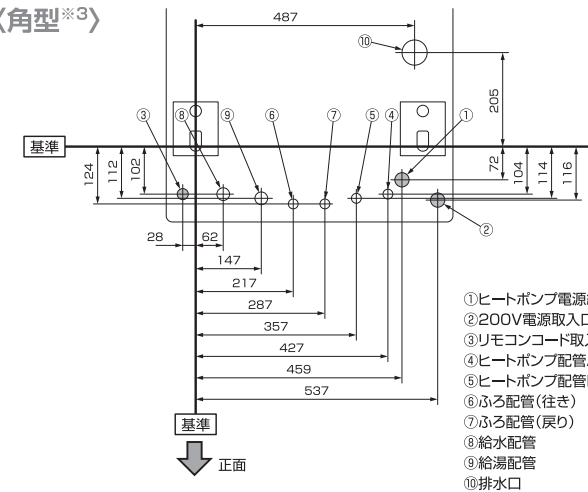 〈角型※3〉
487
⑩
205
③
⑧
⑨
⑥
⑦
⑤
④
①
基準
124
112
102
72
104
114
116
②
28
62
147
217
287
357
427
459
537
基準
正面
①ヒートポンプ電源
②200V電源取入口
③リモコンコード取入
④ヒートポンプ配管
⑤ヒートポンプ配管
⑥ふろ配管(往き)
⑦ふろ配管(戻り)
⑧給水配管
⑨給湯配管
⑩排水口